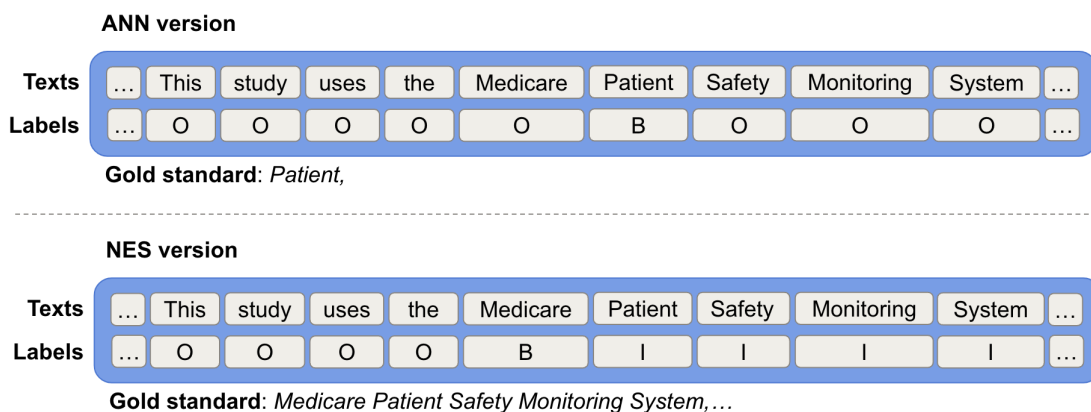 ANN version
Texts … This study uses the Medicare Patient Safety Monitoring System …
Labels … O O O O O B O O O …
Gold standard: Patient,
NES version
Texts … This study uses the Medicare Patient Safety Monitoring System …
Labels … O O O O B I I I I …
Gold standard: Medicare Patient Safety Monitoring System,…